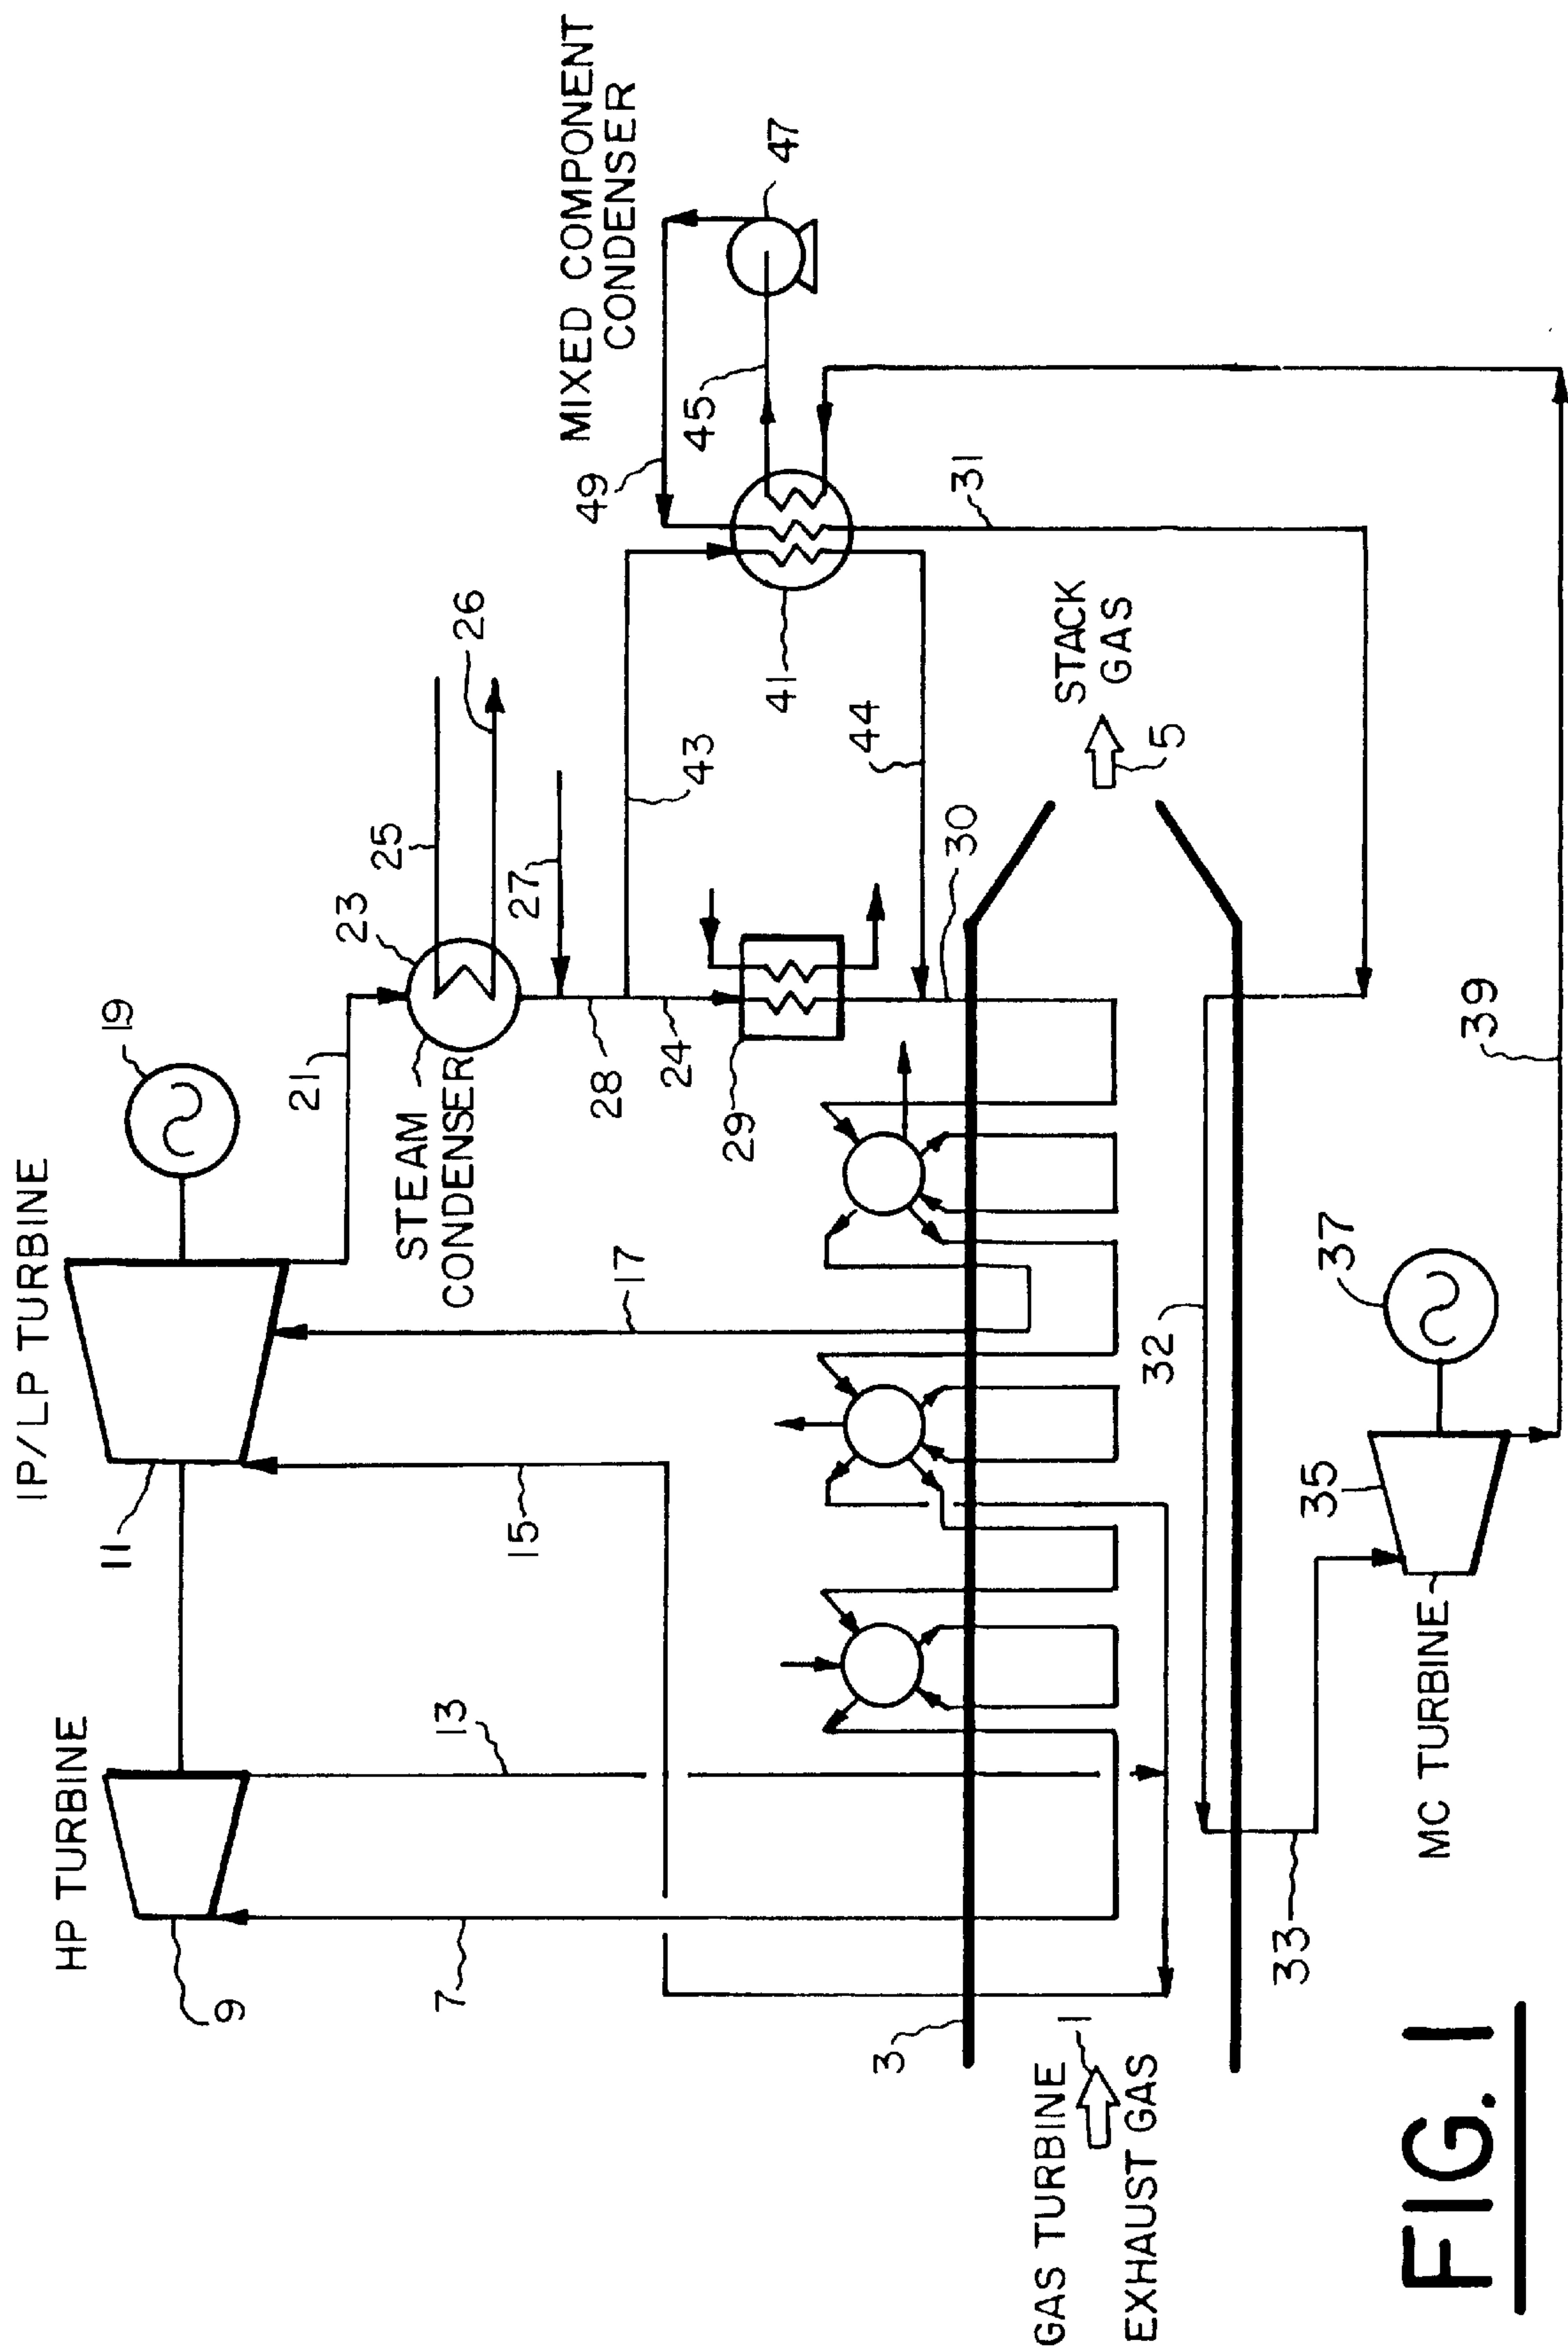 HP TURBINE
IP/LP TURBINE
9
11
19
7
13
15
17
21
STEAM
CONDENSER
23
25
26
27
28
24
29
43
44
30
MIXED COMPONENT
CONDENSER
49
45
47
41
31
3
GAS TURBINE
1
EXHAUST GAS
STACK
GAS
5
32
33
MC TURBINE
35
37
39
FIG. 1